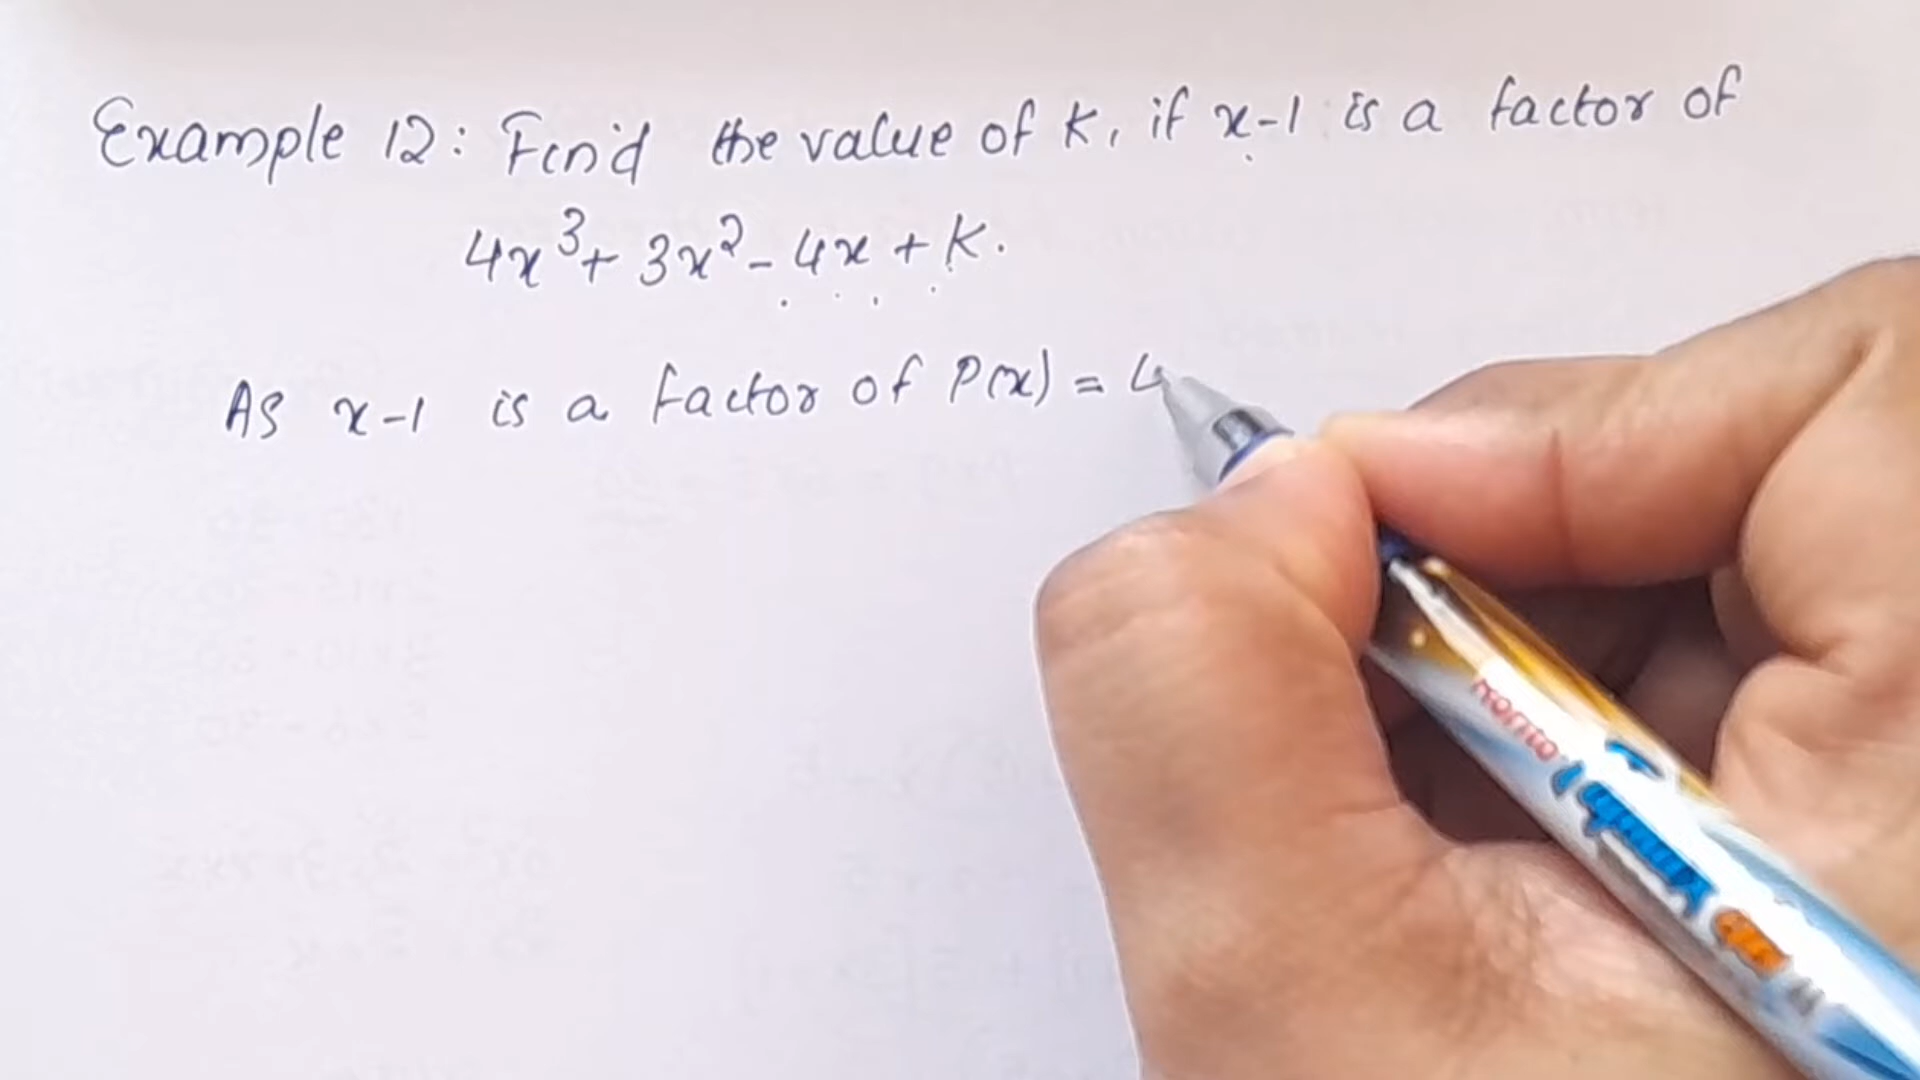 Example 12: Find the value of K, if x-1 is a factor of
4x³ + 3x² - 4x + K.
As x-1 is a factor of P(x) = 4